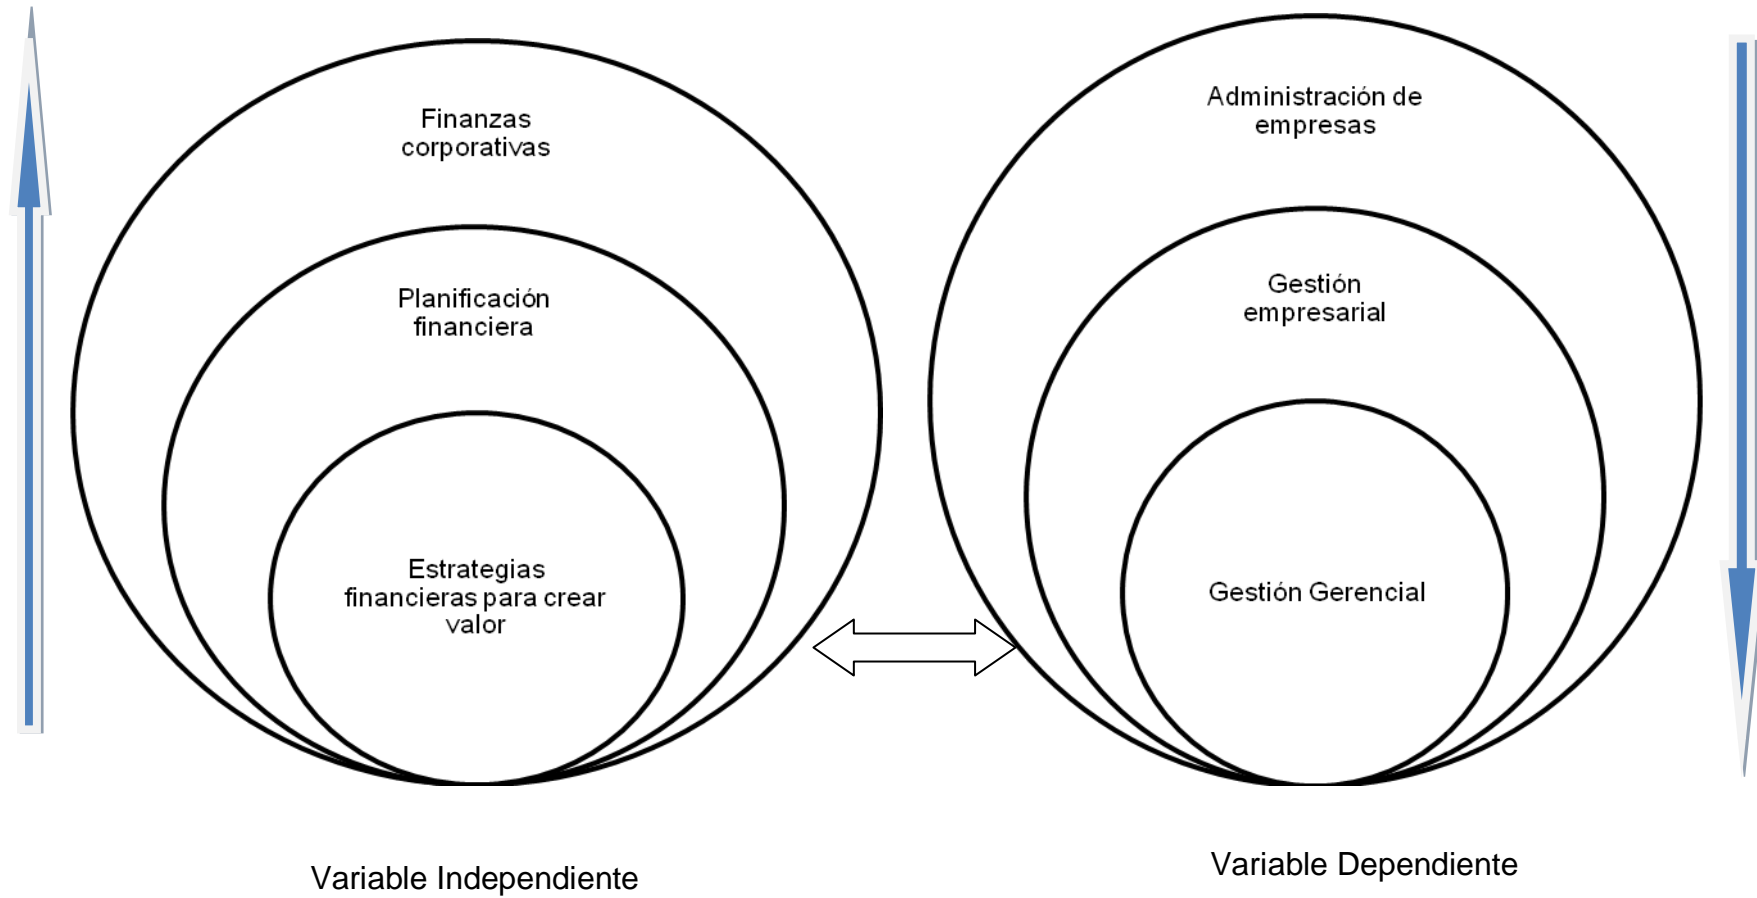 Finanzas
corporativas
Planificación
financiera
Estrategias
financieras para crear
valor
Administración de
empresas
Gestión
empresarial
Gestión Gerencial
Variable Independiente
Variable Dependiente